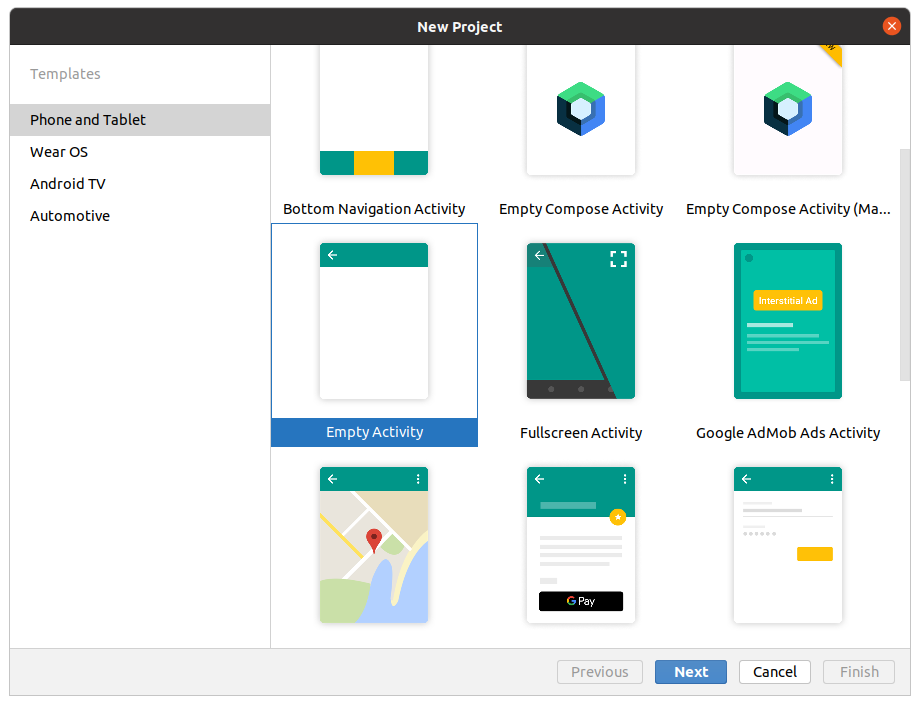 New Project
Templates
Phone and Tablet
Wear OS
Android TV
Automotive
Bottom Navigation Activity
Empty Compose Activity
Empty Compose Activity (Ma...
Interstitial Ad
Empty Activity
Fullscreen Activity
Google AdMob Ads Activity
G Pay
Previous
Next
Cancel
Finish